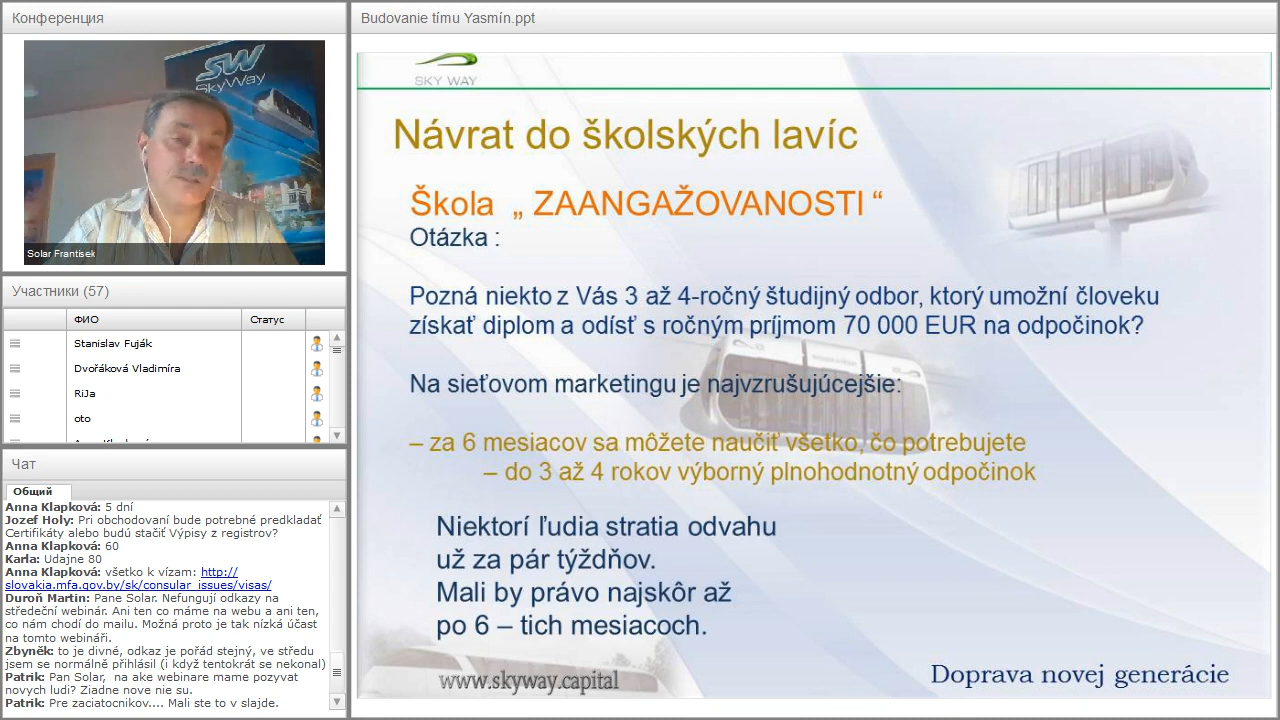 Конференция
SW
SkyWay
Solar Frantisek
Участники (57)
ФИО
Статус
Stanislav Fuják
Dvořáková Vladimíra
RiJa
oto
Чат
Общий
Anna Klapková: 5 dní
Jozef Holy: Pri obchodovaní bude potrebné predkladať
Certifikáty alebo budú stačiť Výpisy z registrov?
Anna Klapková: 60
Karla: Udajne 80
Anna Klapková: všetko k vízam: http://
slovakia.mfa.gov.by/sk/consular_issues/visas/
Duroň Martin: Pane Solar. Nefungují odkazy na
středeční webinár. Ani ten co máme na webu a ani ten,
co nám chodí do mailu. Možná proto je tak nízká účast
na tomto webináři.
Zbyněk: to je divné, odkaz je pořád stejný, ve středu
jsem se normálně přihlásil (i když tentokrát se nekonal)
Patrik: Pan Solar, na ake webinare mame pozyvat
novych ludi? Ziadne nove nie su.
Patrik: Pre zaciatocnikov.... Mali ste to v slajde.
Budovanie tímu Yasmín.ppt
SKY WAY
Návrat do školských lavíc
Škola „ ZAANGAŽOVANOSTI “
Otázka :
Pozná niekto z Vás 3 až 4-ročný študijný odbor, ktorý umožní človeku
získať diplom a odísť s ročným príjmom 70 000 EUR na odpočinok?
Na sieťovom marketingu je najvzrušujúcejšie:
– za 6 mesiacov sa môžete naučiť všetko, čo potrebujete
– do 3 až 4 rokov výborný plnohodnotný odpočinok
Niektorí ľudia stratia odvahu
už za pár týždňov.
Mali by právo najskôr až
po 6 – tich mesiacoch.
www.skyway.capital
Doprava novej generácie